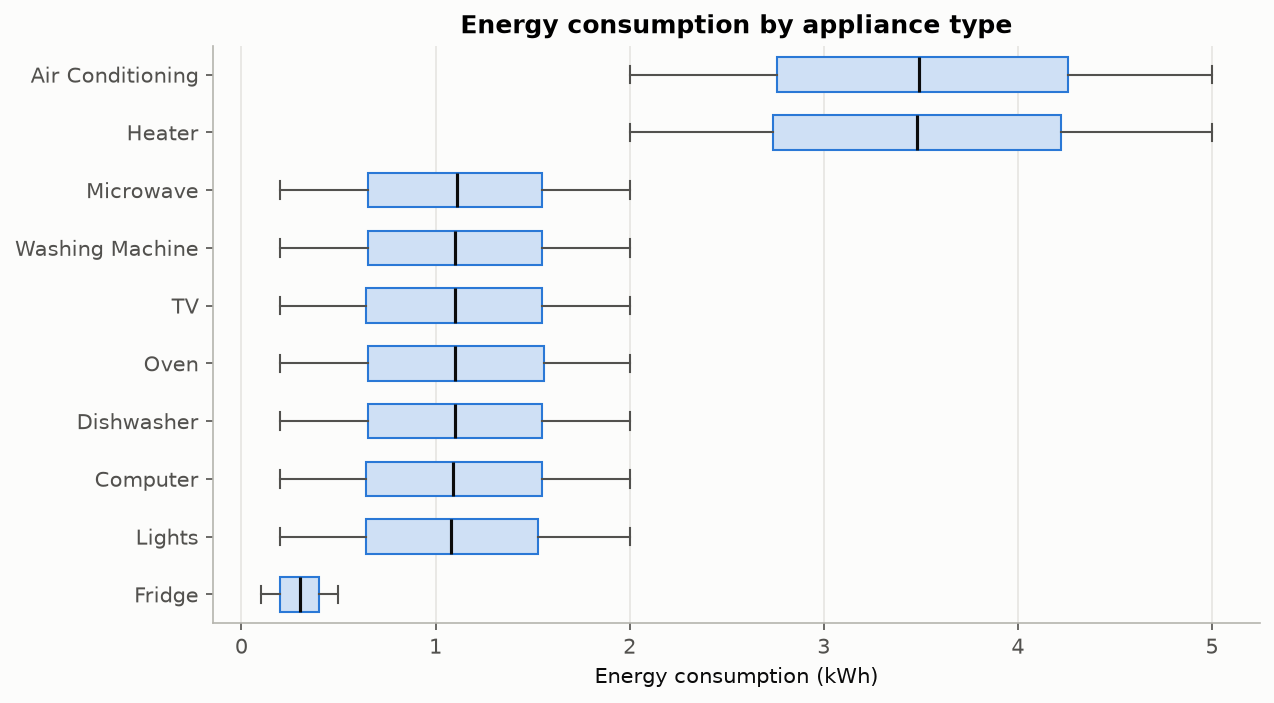 Energy consumption by appliance type
Air Conditioning
Heater
Microwave
Washing Machine
TV
Oven
Dishwasher
Computer
Lights
Fridge
0 1 2 3 4 5
Energy consumption (kWh)